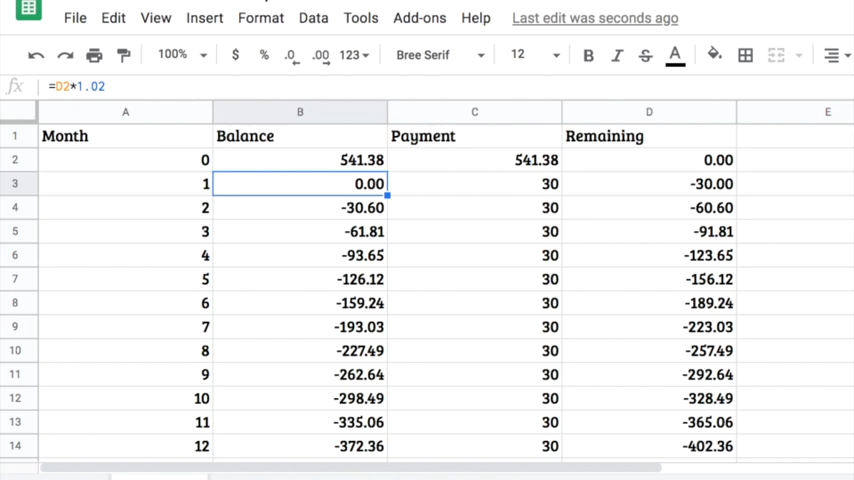 File Edit View Insert Format Data Tools Add-ons Help Last edit was seconds ago
100% $ % .0 .00 123 Bree Serif 12 B I S A
fx =D2*1.02
A B C D E
1 Month Balance Payment Remaining
2 0 541.38 541.38 0.00
3 1 0.00 30 -30.00
4 2 -30.60 30 -60.60
5 3 -61.81 30 -91.81
6 4 -93.65 30 -123.65
7 5 -126.12 30 -156.12
8 6 -159.24 30 -189.24
9 7 -193.03 30 -223.03
10 8 -227.49 30 -257.49
11 9 -262.64 30 -292.64
12 10 -298.49 30 -328.49
13 11 -335.06 30 -365.06
14 12 -372.36 30 -402.36